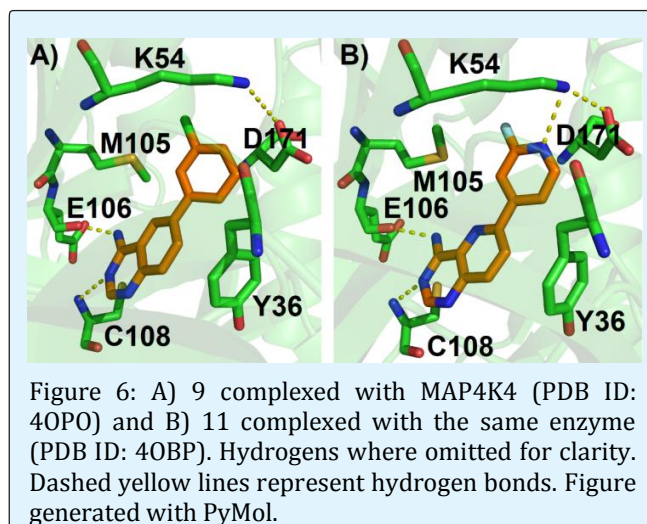 A)
K54
M105
D171
E106
Y36
C108
B)
K54
D171
M105
E106
Y36
C108
Figure 6: A) 9 complexed with MAP4K4 (PDB ID:
4OPO) and B) 11 complexed with the same enzyme
(PDB ID: 4OBP). Hydrogens where omitted for clarity.
Dashed yellow lines represent hydrogen bonds. Figure
generated with PyMol.